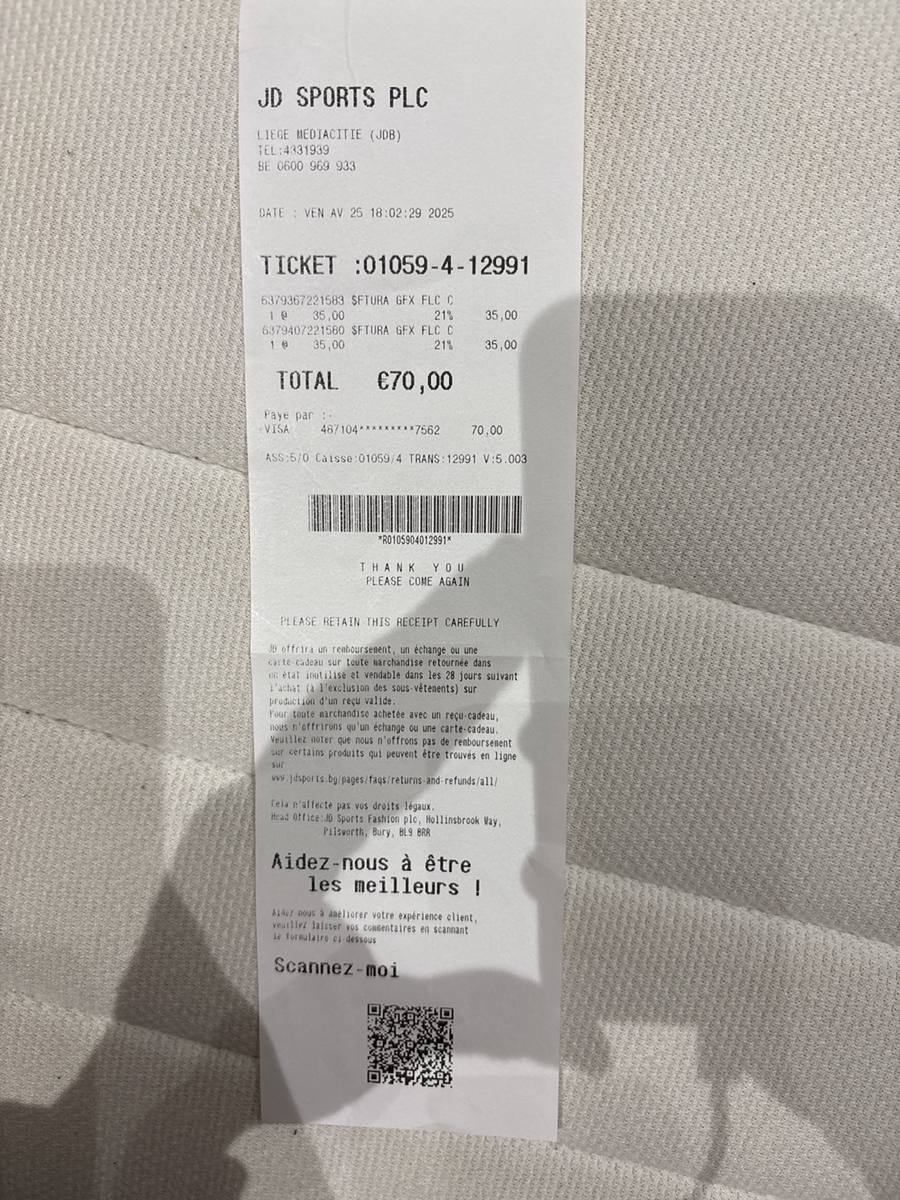 JD SPORTS PLC
LIEGE MEDIACITIE (JDB)
TEL:4331939
BE 0600 969 933
DATE : VEN AV 25 18:02:29 2025
TICKET :01059-4-12991
6379367221583 $FTURA GFX FLC C
1 @ 35,00 21% 35,00
6379407221580 $FTURA GFX FLC C
1 @ 35,00 21% 35,00
TOTAL €70,00
Paye par :-
VISA 487104*********7562 70,00
ASS:5/0 Caisse:01059/4 TRANS:12991 V:5.003
*R0105904012991*
THANK YOU
PLEASE COME AGAIN
PLEASE RETAIN THIS RECEIPT CAREFULLY
JD offrira un remboursement, un échange ou une
carte-cadeau sur toute marchandise retournée dans
un état inutilisé et vendable dans les 28 jours suivant
l'achat (à l'exclusion des sous-vêtements) sur
production d'un reçu valide.
Pour toute marchandise achetée avec un reçu-cadeau,
nous n'offrirons qu'un échange ou une carte-cadeau.
Veuillez noter que nous n'offrons pas de remboursement
sur certains produits qui peuvent être trouvés en ligne
sur
www.jdsports.bg/pages/faqs/returns-and-refunds/all/
Cela n'affecte pas vos droits légaux.
Head Office:JD Sports Fashion plc, Hollinsbrook Way,
Pilsworth, Bury, BL9 8RR
Aidez-nous à être
les meilleurs !
Aidez nous à améliorer votre expérience client,
veuillez laisser vos commentaires en scannant
le formulaire ci-dessous
Scannez-moi